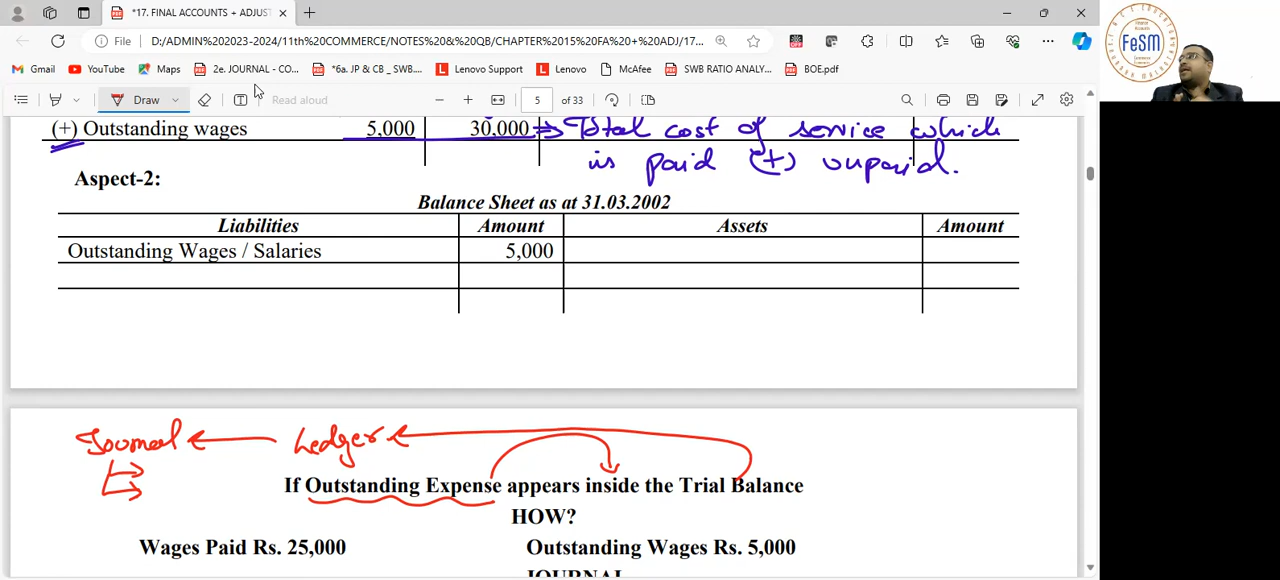 *17. FINAL ACCOUNTS + ADJUST
File D:/ADMIN%202023-2024/11th%20COMMERCE/NOTES%20&%20QB/CHAPTER%2015%20FA%20+%20ADJ/17...
Gmail YouTube Maps 2e. JOURNAL - CO... *6a. JP & CB _ SWB.... Lenovo Support Lenovo McAfee SWB RATIO ANALY... BOE.pdf
Draw Read aloud 5 of 33
(+) Outstanding wages 5,000 30,000 ⇒ Total cost of service which
is paid (+) unpaid.
Aspect-2:
Balance Sheet as at 31.03.2002
Liabilities Amount Assets Amount
Outstanding Wages / Salaries 5,000
Journal ← Ledger ←
If Outstanding Expense appears inside the Trial Balance
HOW?
Wages Paid Rs. 25,000 Outstanding Wages Rs. 5,000
JOURNAL
FeSM